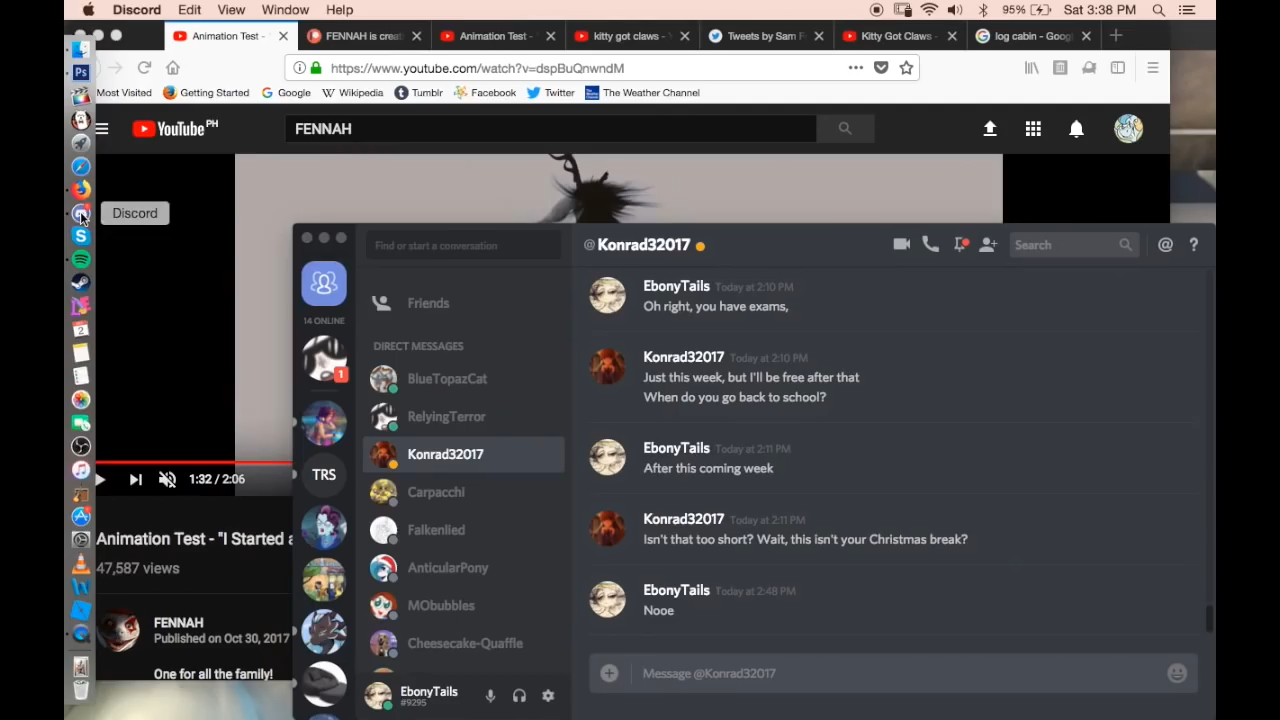 Discord Edit View Window Help
95% Sat 3:38 PM
Animation Test -
FENNAH is creat
Animation Test -
kitty got claws -
Tweets by Sam F
Kitty Got Claws -
log cabin - Goog
https://www.youtube.com/watch?v=dspBuQnwndM
Most Visited
Getting Started
Google
Wikipedia
Tumblr
Facebook
Twitter
The Weather Channel
YouTube PH
FENNAH
Discord
1:32 / 2:06
Animation Test - "I Started a
47,587 views
FENNAH
Published on Oct 30, 2017
One for all the family!
Find or start a conversation
14 ONLINE
1
TRS
Friends
DIRECT MESSAGES
BlueTopazCat
RelyingTerror
Konrad32017
Carpacchi
Falkenlied
AnticularPony
MObubbles
Cheesecake-Quaffle
EbonyTails
#9295
@Konrad32017
Search
EbonyTails Today at 2:10 PM
Oh right, you have exams,
Konrad32017 Today at 2:10 PM
Just this week, but I'll be free after that
When do you go back to school?
EbonyTails Today at 2:11 PM
After this coming week
Konrad32017 Today at 2:11 PM
Isn't that too short? Wait, this isn't your Christmas break?
EbonyTails Today at 2:48 PM
Nooe
Message @Konrad32017